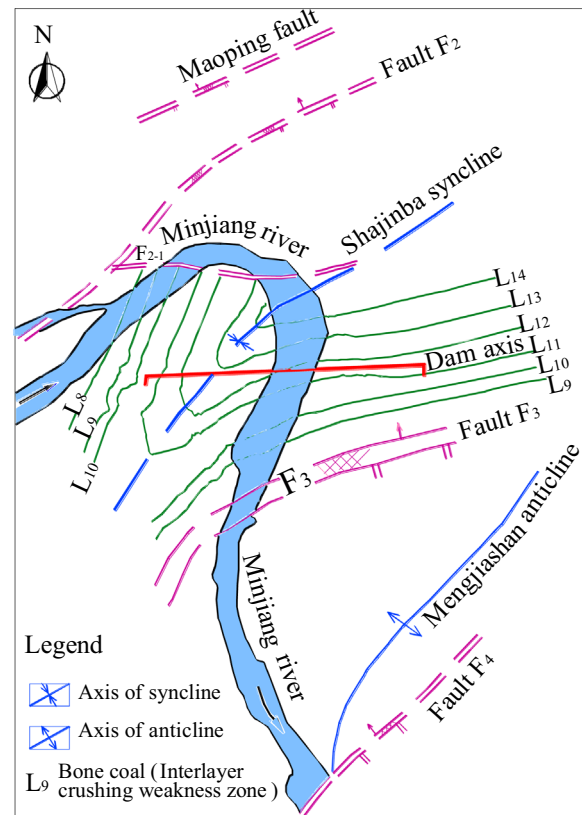 N
Maoping fault
Fault F2
Shajinba syncline
Minjiang river
F2-1
L14
L13
L12
L11
L10
L9
Dam axis
L8
L9
L10
Fault F3
F3
Mengjiashan anticline
Minjiang river
Fault F4
Legend
Axis of syncline
Axis of anticline
L9 Bone coal (Interlayer
crushing weakness zone)